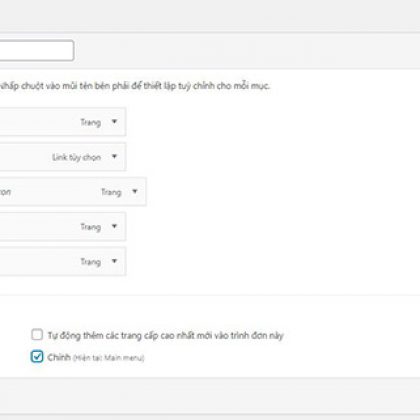 nhấp chuột vào mũi tên bên phải để thiết lập tuỳ chỉnh cho mỗi mục.
Trang
Link tùy chọn
con Trang
Trang
Trang
Tự động thêm các trang cấp cao nhất mới vào trình đơn này
Chính (Hiện tại: Main menu)